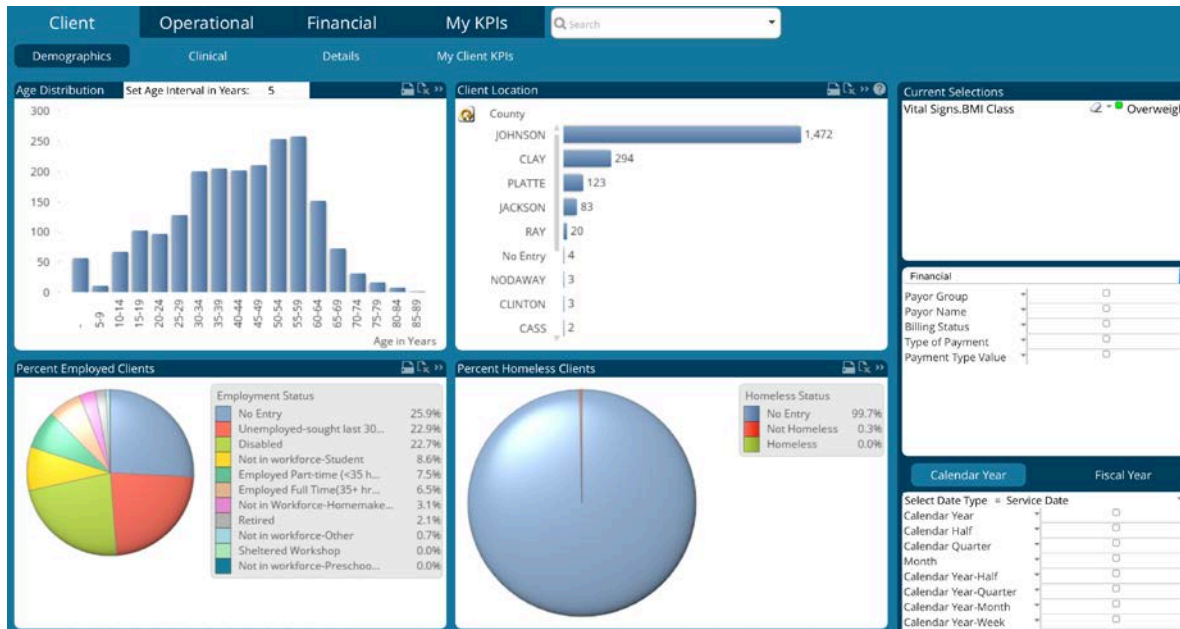 Client Operational Financial My KPIs Search
Demographics Clinical Details My Client KPIs
Age Distribution Set Age Interval in Years: 5
300
250
200
150
100
50
0
- 5-9 10-14 15-19 20-24 25-29 30-34 35-39 40-44 45-49 50-54 55-59 60-64 65-69 70-74 75-79 80-84 85-89
Age in Years
Client Location
County
JOHNSON 1,472
CLAY 294
PLATTE 123
JACKSON 83
RAY 20
No Entry 4
NODAWAY 3
CLINTON 3
CASS 2
Current Selections
Vital Signs.BMI Class Overweigh
Financial
Payor Group
Payor Name
Billing Status
Type of Payment
Payment Type Value
Percent Employed Clients
Employment Status
No Entry 25.9%
Unemployed-sought last 30... 22.9%
Disabled 22.7%
Not in workforce-Student 8.6%
Employed Part-time (<35 h... 7.5%
Employed Full Time(35+ hr... 6.5%
Not in Workforce-Homemake... 3.1%
Retired 2.1%
Not in workforce-Other 0.7%
Sheltered Workshop 0.0%
Not in workforce-Preschoo... 0.0%
Percent Homeless Clients
Homeless Status
No Entry 99.7%
Not Homeless 0.3%
Homeless 0.0%
Calendar Year Fiscal Year
Select Date Type = Service Date
Calendar Year
Calendar Half
Calendar Quarter
Month
Calendar Year-Half
Calendar Year-Quarter
Calendar Year-Month
Calendar Year-Week